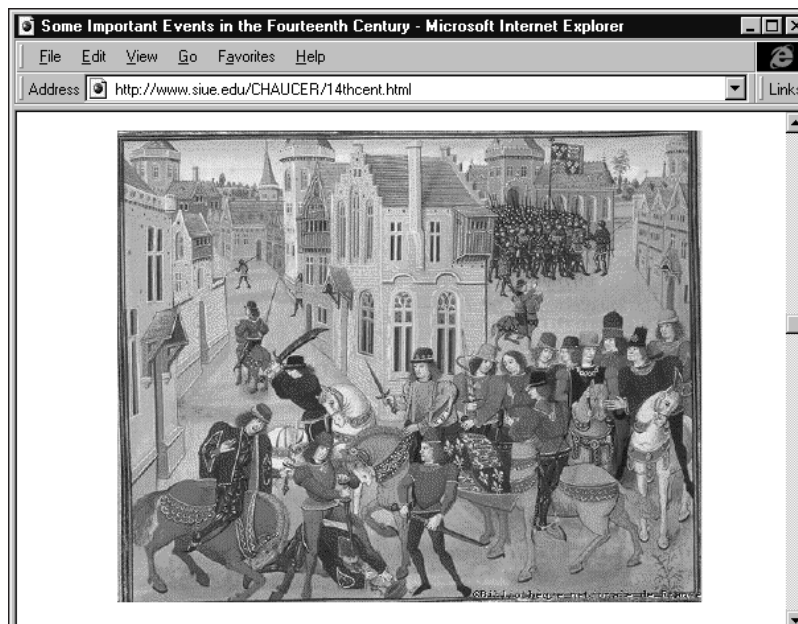 Some Important Events in the Fourteenth Century - Microsoft Internet Explorer
File Edit View Go Favorites Help
Address http://www.siue.edu/CHAUCER/14thcent.html Links
de